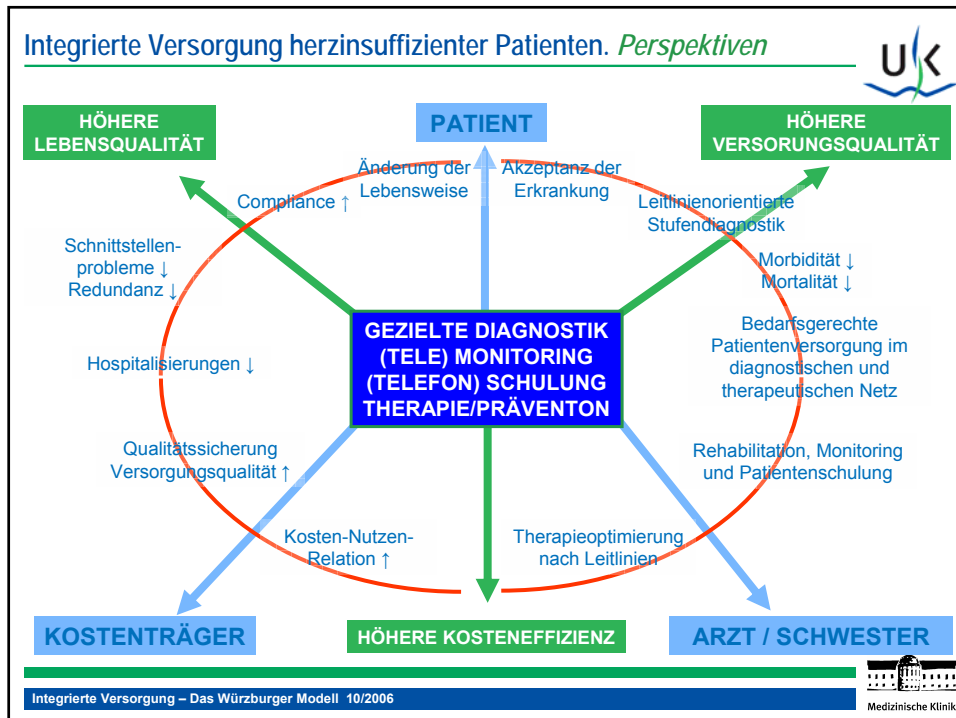 Integrierte Versorgung herzinsuffizienter Patienten. Perspektiven
UK
HÖHERE
LEBENSQUALITÄT
PATIENT
HÖHERE
VERSORUNGSQUALITÄT
Änderung der
Lebensweise
Akzeptanz der
Erkrankung
Compliance ↑
Leitlinienorientierte
Stufendiagnostik
Schnittstellen-
probleme ↓
Redundanz ↓
Morbidität ↓
Mortalität ↓
GEZIELTE DIAGNOSTIK
(TELE) MONITORING
(TELEFON) SCHULUNG
THERAPIE/PRÄVENTON
Bedarfsgerechte
Patientenversorgung im
diagnostischen und
therapeutischen Netz
Hospitalisierungen ↓
Qualitätssicherung
Versorgungsqualität ↑
Rehabilitation, Monitoring
und Patientenschulung
Kosten-Nutzen-
Relation ↑
Therapieoptimierung
nach Leitlinien
KOSTENTRÄGER
HÖHERE KOSTENEFFIZIENZ
ARZT / SCHWESTER
Integrierte Versorgung – Das Würzburger Modell 10/2006
Medizinische Klinik